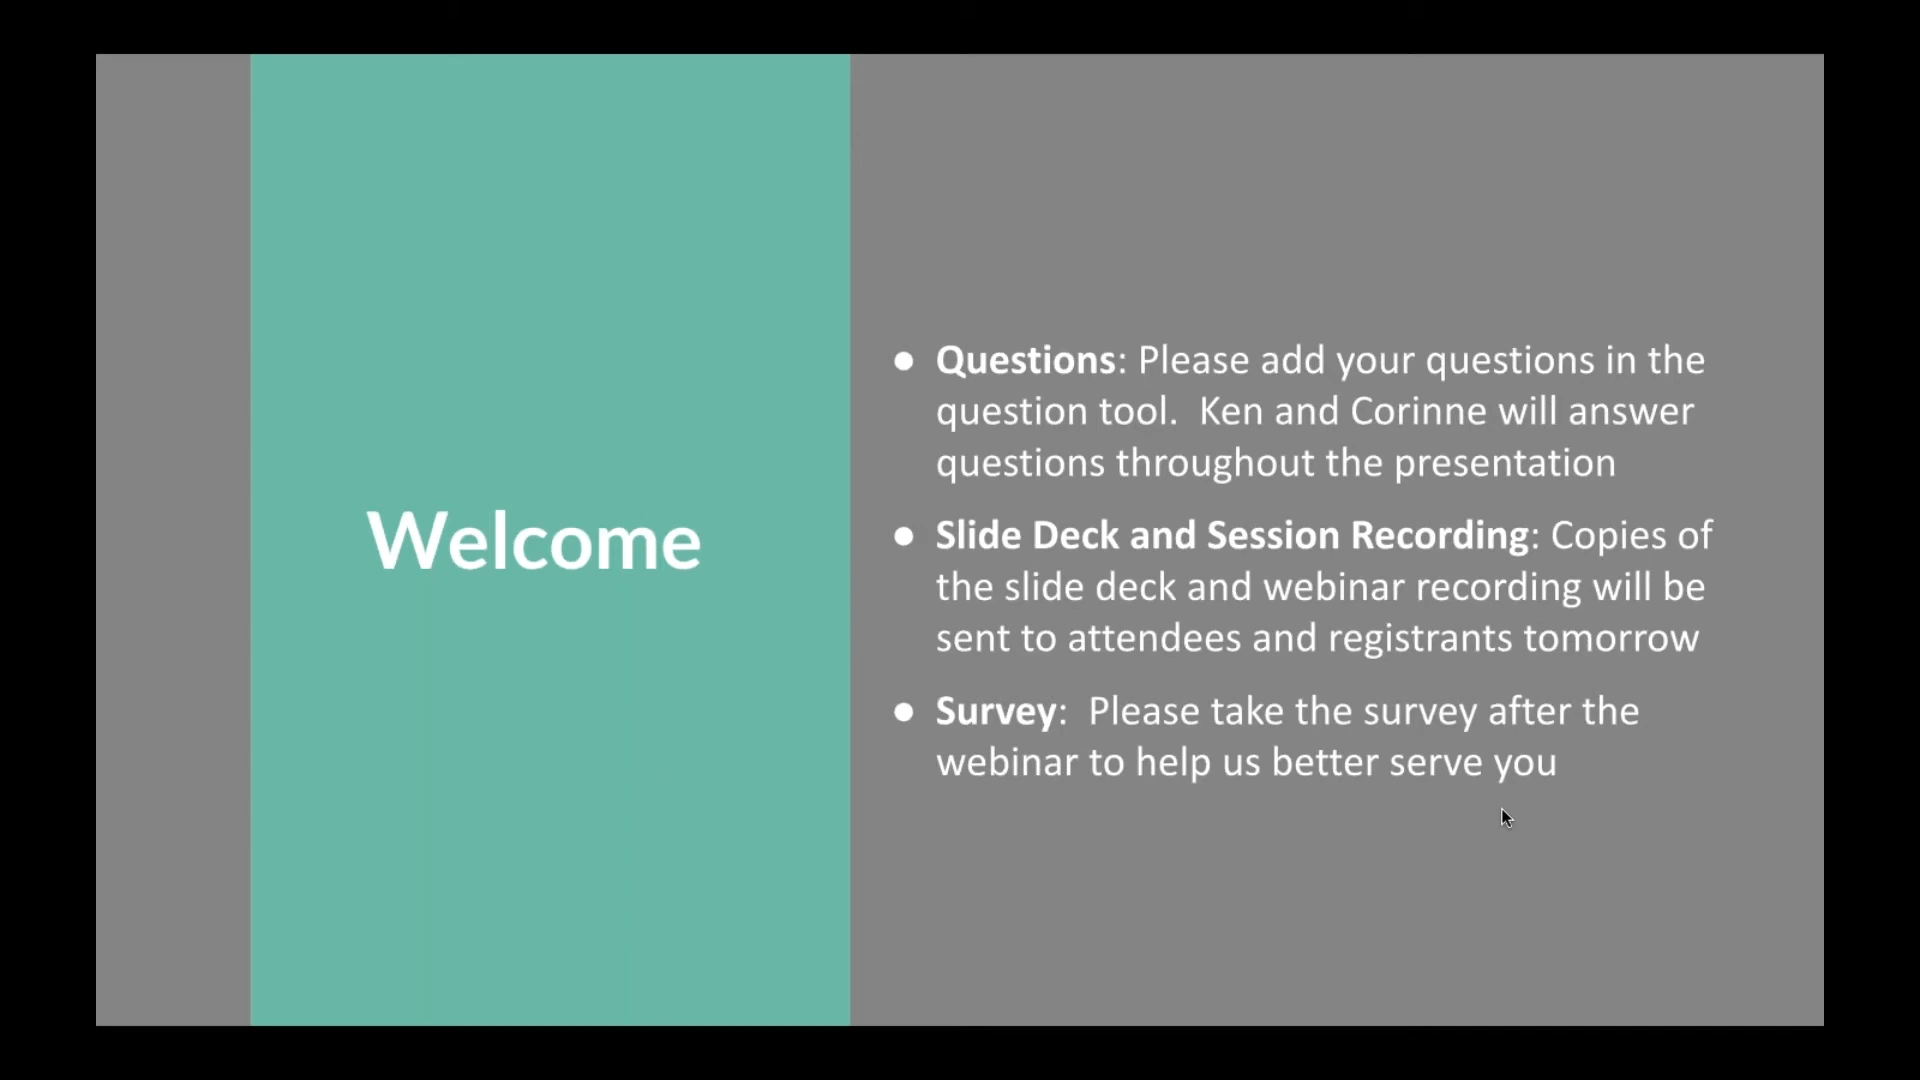 Welcome
● Questions: Please add your questions in the
question tool.  Ken and Corinne will answer
questions throughout the presentation
● Slide Deck and Session Recording: Copies of
the slide deck and webinar recording will be
sent to attendees and registrants tomorrow
● Survey:  Please take the survey after the
webinar to help us better serve you